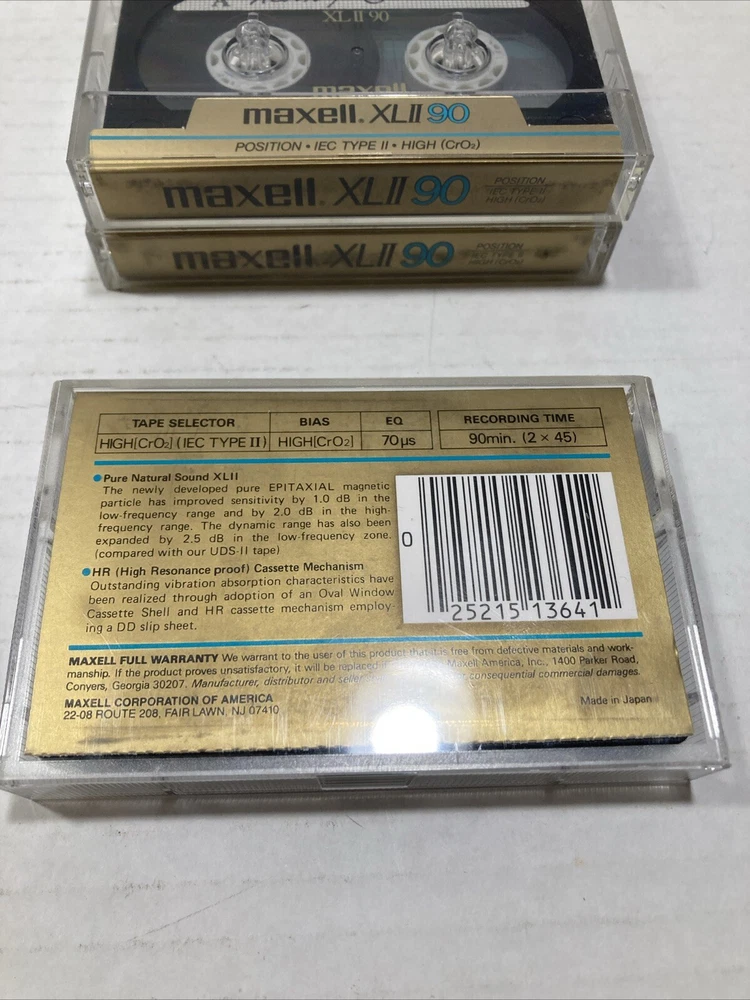 A
XL II 90
maxell
maxell. XLII 90
POSITION • IEC TYPE II • HIGH (CrO₂)
maxell. XLII 90
POSITION
IEC TYPE II
HIGH (CrO₂)
maxell. XLII 90
POSITION
IEC TYPE II
HIGH (CrO₂)
TAPE SELECTOR BIAS EQ RECORDING TIME
HIGH[CrO₂] (IEC TYPE II) HIGH[CrO₂] 70µs 90min. (2 × 45)
●Pure Natural Sound XLII
The newly developed pure EPITAXIAL magnetic
particle has improved sensitivity by 1.0 dB in the
low-frequency range and by 2.0 dB in the high-
frequency range. The dynamic range has also been
expanded by 2.5 dB in the low-frequency zone.
(compared with our UDS-II tape)
●HR (High Resonance proof) Cassette Mechanism
Outstanding vibration absorption characteristics have
been realized through adoption of an Oval Window
Cassette Shell and HR cassette mechanism employ-
ing a DD slip sheet.
0
25215 13641
MAXELL FULL WARRANTY We warrant to the user of this product that it is free from defective materials and work-
manship. If the product proves unsatisfactory, it will be replaced Maxell America, Inc., 1400 Parker Road,
Conyers, Georgia 30207. Manufacturer, distributor and seller consequential commercial damages.
MAXELL CORPORATION OF AMERICA
22-08 ROUTE 208, FAIR LAWN, NJ 07410
Made in Japan